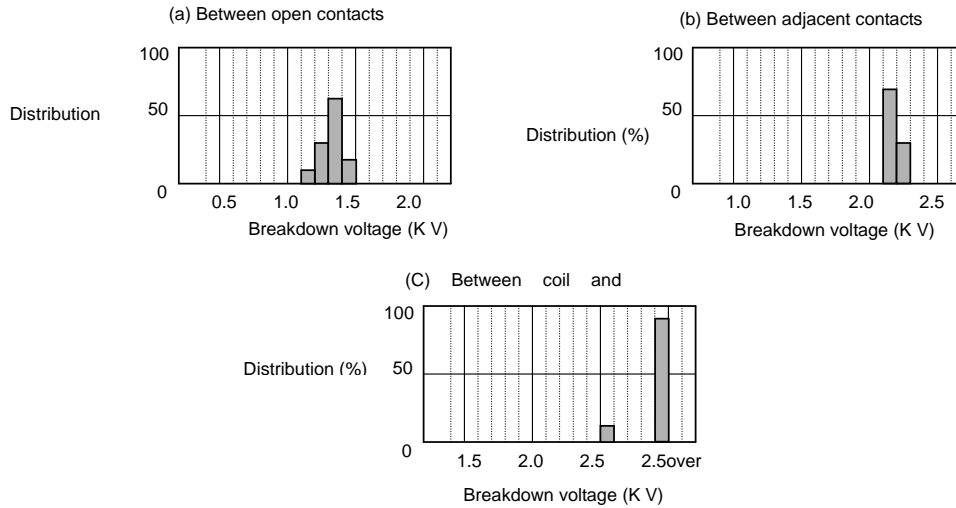 (a) Between open contacts
100
Distribution 50
0
0.5 1.0 1.5 2.0
Breakdown voltage (K V)
(b) Between adjacent contacts
100
50
Distribution (%)
0
1.0 1.5 2.0 2.5
Breakdown voltage (K V)
(C) Between coil and
100
Distribution (%) 50
0
1.5 2.0 2.5 2.5over
Breakdown voltage (K V)